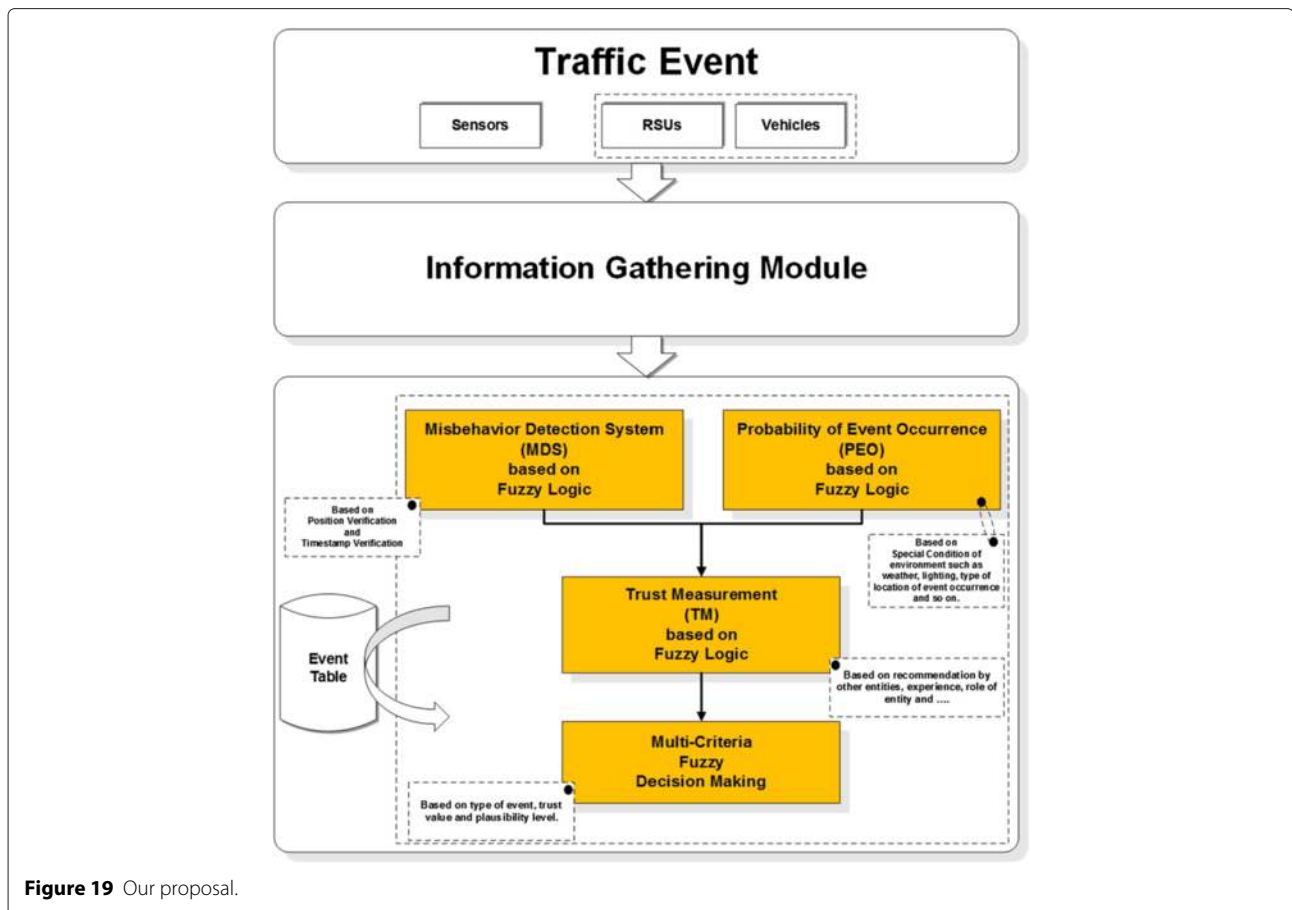 Traffic Event
Sensors
RSUs
Vehicles
Information Gathering Module
Misbehavior Detection System
(MDS)
based on
Fuzzy Logic
Probability of Event Occurrence
(PEO)
based on
Fuzzy Logic
Based on
Position Verification
and
Timestamp Verification
Based on
Special Condition of
environment such as
weather, lighting, type of
location of event occurrence
and so on.
Trust Measurement
(TM)
based on
Fuzzy Logic
Event
Table
Based on recommendation by
other entities, experience, role of
entity and ....
Multi-Criteria
Fuzzy
Decision Making
Based on type of event, trust
value and plausibility level.
Figure 19 Our proposal.